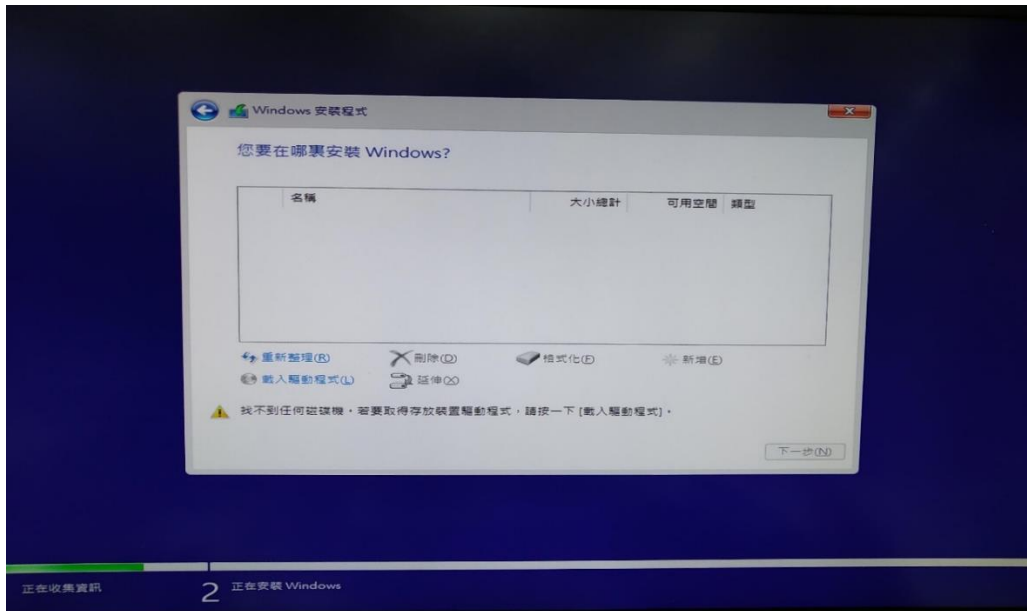 Windows 安裝程式
您要在哪裏安裝 Windows?
名稱 大小總計 可用空間 類型
重新整理(R) 刪除(D) 格式化(F) 新增(E)
載入驅動程式(L) 延伸(X)
找不到任何磁碟機。若要取得存放裝置驅動程式,請按一下 [載入驅動程式]。
下一步(N)
正在收集資訊 2 正在安裝 Windows